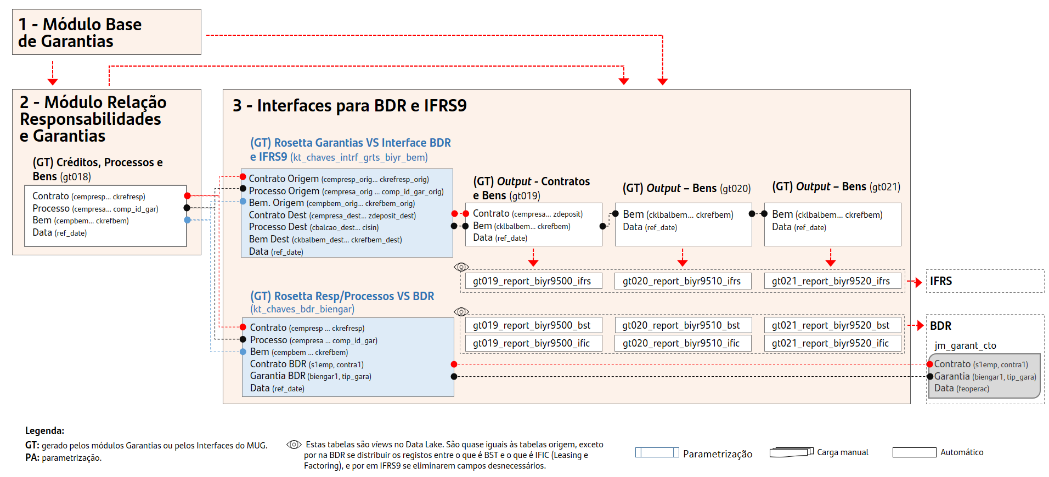 1 - Módulo Base
de Garantias
2 - Módulo Relação
Responsabilidades
e Garantias
(GT) Créditos, Processos e
Bens (gt018)
Contrato (cempresp... ckrefresp)
Processo (cempresa... comp_id_gar)
Bem (cempbem... ckrefbem)
Data (ref_date)
3 - Interfaces para BDR e IFRS9
(GT) Rosetta Garantias VS Interface BDR
e IFRS9 (kt_chaves_intrf_grts_biyr_bem)
Contrato Origem (cempresp_orig... ckrefresp_orig)
Processo Origem (cempresa_orig ... comp_id_gar_orig)
Bem. Origem (cempbom_orig... ckrefbem_orig)
Contrato Dest (cempresa_dest... zdeposit_dest)
Processo Dest (cbalcao_dest... cisin)
Bem Dest (ckbalbem_dest... ckrefbem_dest)
Data (ref_date)
(GT) Output - Contratos
e Bens (gt019)
Contrato (cempresa... zdeposit)
Bem (cklbalbem... ckrefbem)
Data (ref_date)
(GT) Output – Bens (gt020)
Bem (cklbalbem... ckrefbem)
Data (ref_date)
(GT) Output – Bens (gt021)
Bem (ckbalbem... ckrefbem)
Data (ref_date)
gt019_report_biyr9500_ifrs
gt020_report_biyr9510_ifrs
gt021_report_biyr9520_ifrs
IFRS
(GT) Rosetta Resp/Processos VS BDR
(kt_chaves_bdr_biengar)
Contrato (cempresp ... ckrefresp)
Processo (cempresa ... comp_id_gar)
Bem (cempbem ... ckrefbem)
Contrato BDR (s1emp, contra1)
Garantia BDR (biengar1, tip_gara)
Data (ref_date)
gt019_report_biyr9500_bst
gt020_report_biyr9510_bst
gt021_report_biyr9520_bst
gt019_report_biyr9500_ific
gt020_report_biyr9510_ific
gt021_report_biyr9520_ific
BDR
jm_garant_cto
Contrato (s1emp, contra1)
Garantia (biengar1, tip_gara)
Data (feoperac)
Legenda:
GT: gerado pelos módulos Garantias ou pelos Interfaces do MUG.
PA: parametrização.
Estas tabelas são views no Data Lake. São quase iguais às tabelas origem, exceto
por na BDR se distribuir os registos entre o que é BST e o que é IFIC (Leasing e
Factoring), e por em IFRS9 se eliminarem campos desnecessários.
Parametrização
Carga manual
Automático